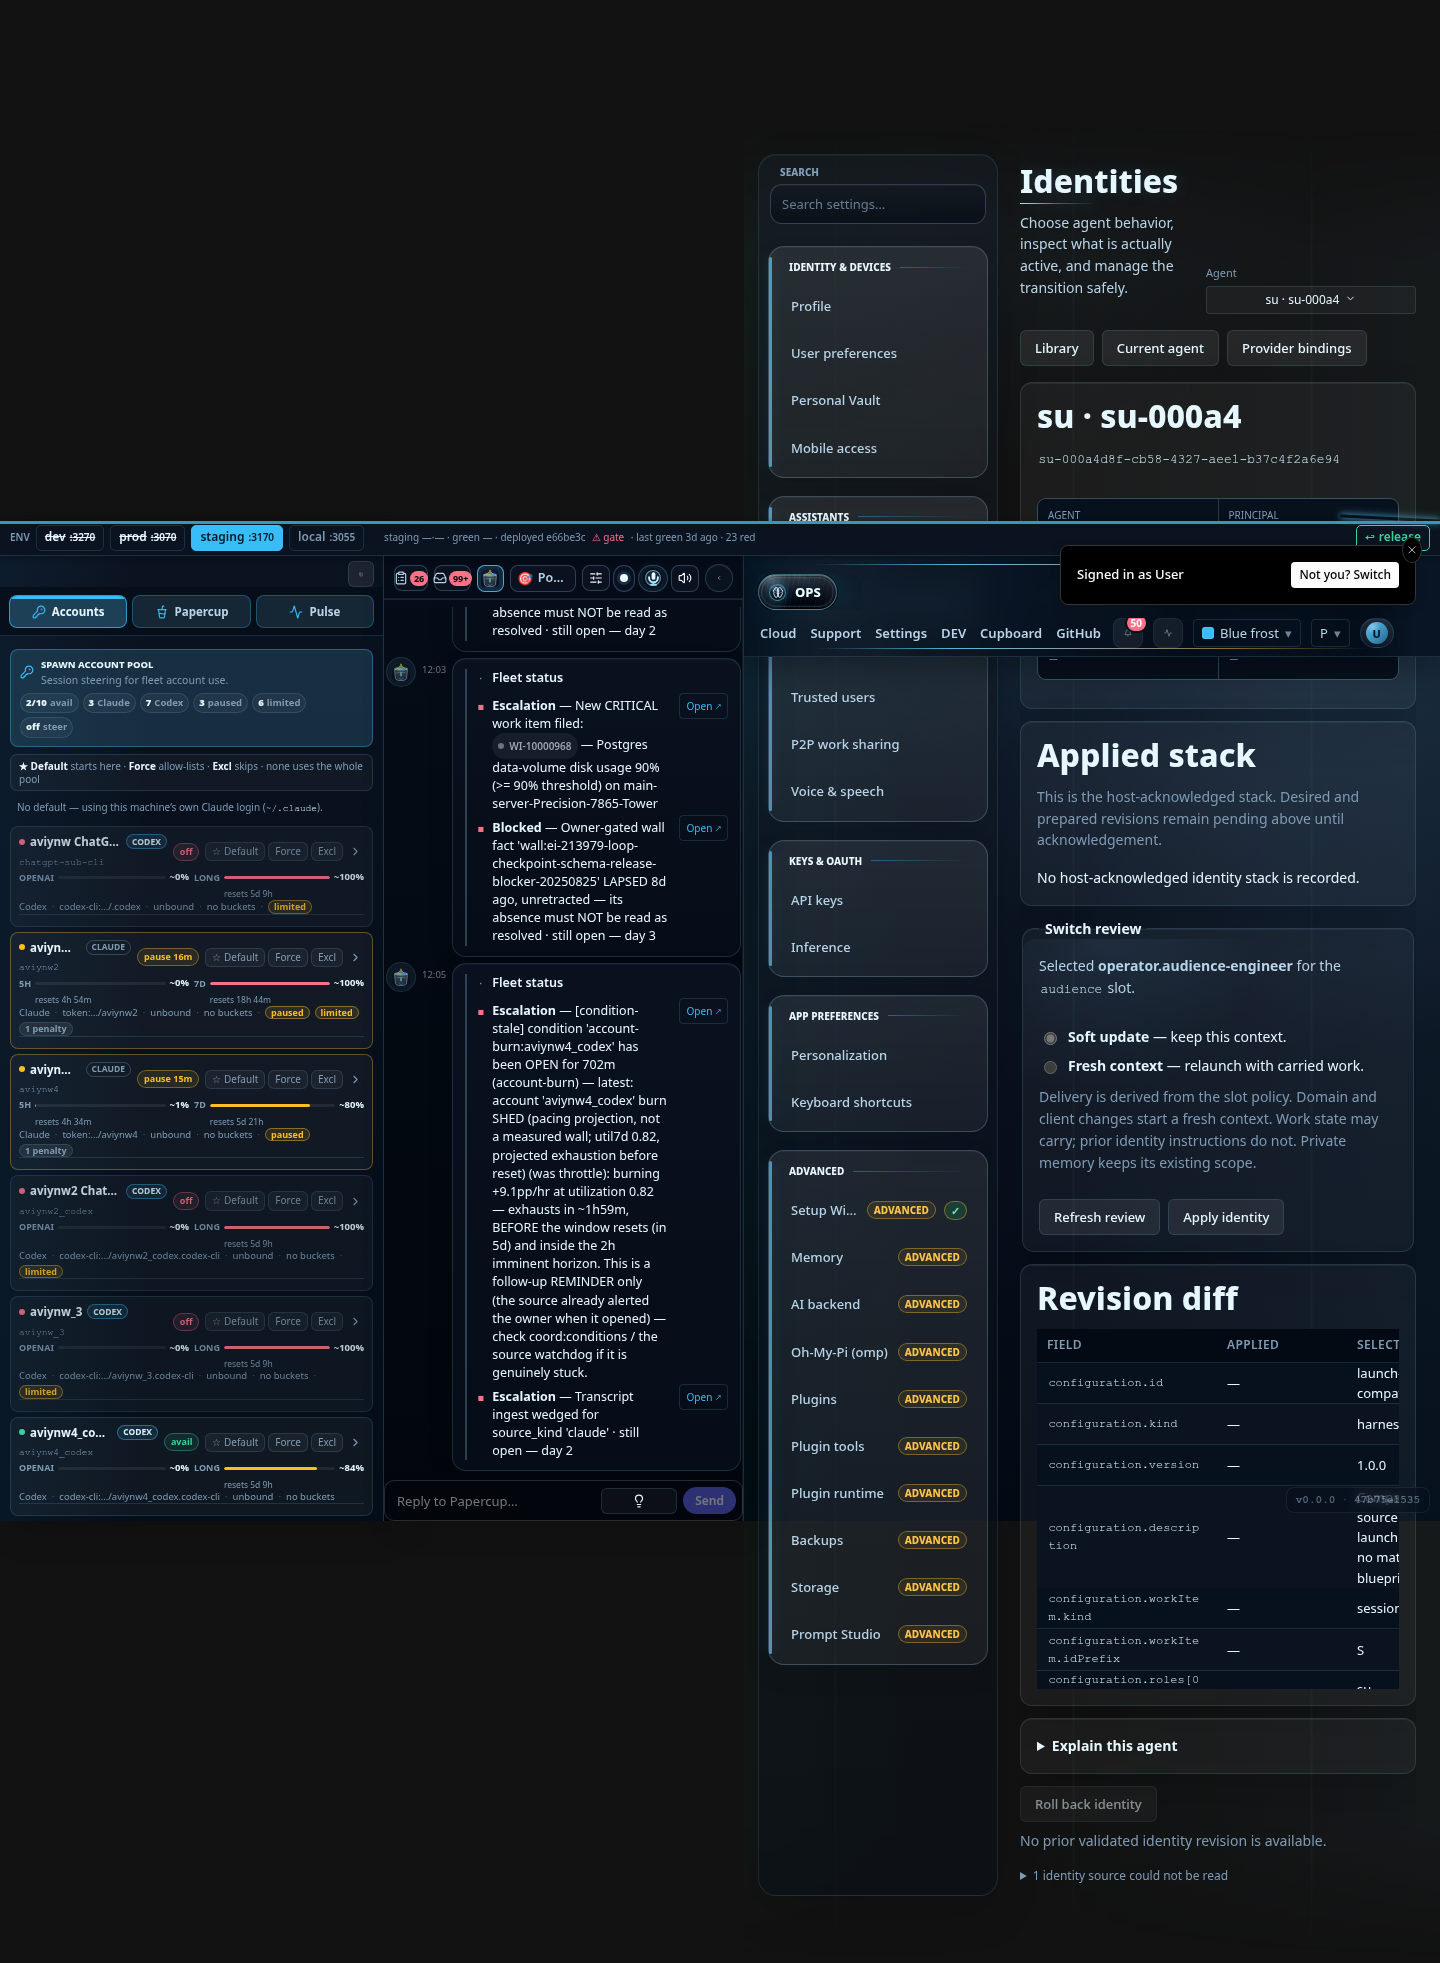 ENV dev :3270 prod :3070 staging :3170 local :3055 staging —·— · green — · deployed e66be3c ⚠ gate · last green 3d ago · 23 red ↩ release
Accounts Papercup Pulse
SPAWN ACCOUNT POOL
Session steering for fleet account use.
2/10 avail 3 Claude 7 Codex 3 paused 6 limited
off steer
★ Default starts here · Force allow-lists · Excl skips · none uses the whole
pool
No default — using this machine's own Claude login (~/.claude).
aviynw ChatG... CODEX off ☆ Default Force Excl
chatgpt-sub-cli
OPENAI ~0% LONG ~100%
resets 5d 9h
Codex · codex-cli:.../.codex · unbound · no buckets · limited
aviyn... CLAUDE pause 16m ☆ Default Force Excl
aviynw2
5H ~0% 7D ~100%
resets 4h 54m resets 18h 44m
Claude · token:.../aviynw2 · unbound · no buckets · paused limited
1 penalty
aviyn... CLAUDE pause 15m ☆ Default Force Excl
aviynw4
5H ~1% 7D ~80%
resets 4h 34m resets 5d 21h
Claude · token:.../aviynw4 · unbound · no buckets · paused
1 penalty
aviynw2 Chat... CODEX off ☆ Default Force Excl
aviynw2_codex
OPENAI ~0% LONG ~100%
resets 5d 9h
Codex · codex-cli:.../aviynw2_codex.codex-cli · unbound · no buckets ·
limited
aviynw_3 CODEX off ☆ Default Force Excl
aviynw_3
OPENAI ~0% LONG ~100%
resets 5d 9h
Codex · codex-cli:.../aviynw_3.codex-cli · unbound · no buckets ·
limited
aviynw4_co... CODEX avail ☆ Default Force Excl
aviynw4_codex
OPENAI ~0% LONG ~84%
resets 5d 9h
Codex · codex-cli:.../aviynw4_codex.codex-cli · unbound · no buckets
26 99+ Po...
absence must NOT be read as
resolved · still open — day 2
12:03
· Fleet status
Escalation — New CRITICAL Open ↗
work item filed:
WI-10000968 — Postgres
data-volume disk usage 90%
(>= 90% threshold) on main-
server-Precision-7865-Tower
Blocked — Owner-gated wall Open ↗
fact 'wall:ei-213979-loop-
checkpoint-schema-release-
blocker-20250825' LAPSED 8d
ago, unretracted — its
absence must NOT be read as
resolved · still open — day 3
12:05
· Fleet status
Escalation — [condition- Open ↗
stale] condition 'account-
burn:aviynw4_codex' has
been OPEN for 702m
(account-burn) — latest:
account 'aviynw4_codex' burn
SHED (pacing projection, not
a measured wall; util7d 0.82,
projected exhaustion before
reset) (was throttle): burning
+9.1pp/hr at utilization 0.82
— exhausts in ~1h59m,
BEFORE the window resets (in
5d) and inside the 2h
imminent horizon. This is a
follow-up REMINDER only
(the source already alerted
the owner when it opened) —
check coord:conditions / the
source watchdog if it is
genuinely stuck.
Escalation — Transcript Open ↗
ingest wedged for
source_kind 'claude' · still
open — day 2
Reply to Papercup... Send
SEARCH
Search settings...
IDENTITY & DEVICES
Profile
User preferences
Personal Vault
Mobile access
ASSISTANTS
OPS
Signed in as User Not you? Switch
Cloud Support Settings DEV Cupboard GitHub 50 Blue frost ▾ P ▾ U
Trusted users
P2P work sharing
Voice & speech
KEYS & OAUTH
API keys
Inference
APP PREFERENCES
Personalization
Keyboard shortcuts
ADVANCED
Setup Wi... ADVANCED ✓
Memory ADVANCED
AI backend ADVANCED
Oh-My-Pi (omp) ADVANCED
Plugins ADVANCED
Plugin tools ADVANCED
Plugin runtime ADVANCED
Backups ADVANCED
Storage ADVANCED
Prompt Studio ADVANCED
Identities
Choose agent behavior,
inspect what is actually
active, and manage the
transition safely.
Agent
su · su-000a4
Library Current agent Provider bindings
su · su-000a4
su-000a4d8f-cb58-4327-aee1-b37c4f2a6e94
AGENT PRINCIPAL
— —
Applied stack
This is the host-acknowledged stack. Desired and
prepared revisions remain pending above until
acknowledgement.
No host-acknowledged identity stack is recorded.
Switch review
Selected operator.audience-engineer for the
audience slot.
Soft update — keep this context.
Fresh context — relaunch with carried work.
Delivery is derived from the slot policy. Domain and
client changes start a fresh context. Work state may
carry; prior identity instructions do not. Private
memory keeps its existing scope.
Refresh review Apply identity
Revision diff
FIELD APPLIED SELECT
configuration.id — launch-
compa
configuration.kind — harnes
configuration.version — 1.0.0
v0.0.0 ·
configuration.descrip
tion — source
launch
no mat
bluepri
configuration.workIte
m.kind — session
configuration.workIte
m.idPrefix — S
configuration.roles[0
Explain this agent
Roll back identity
No prior validated identity revision is available.
1 identity source could not be read